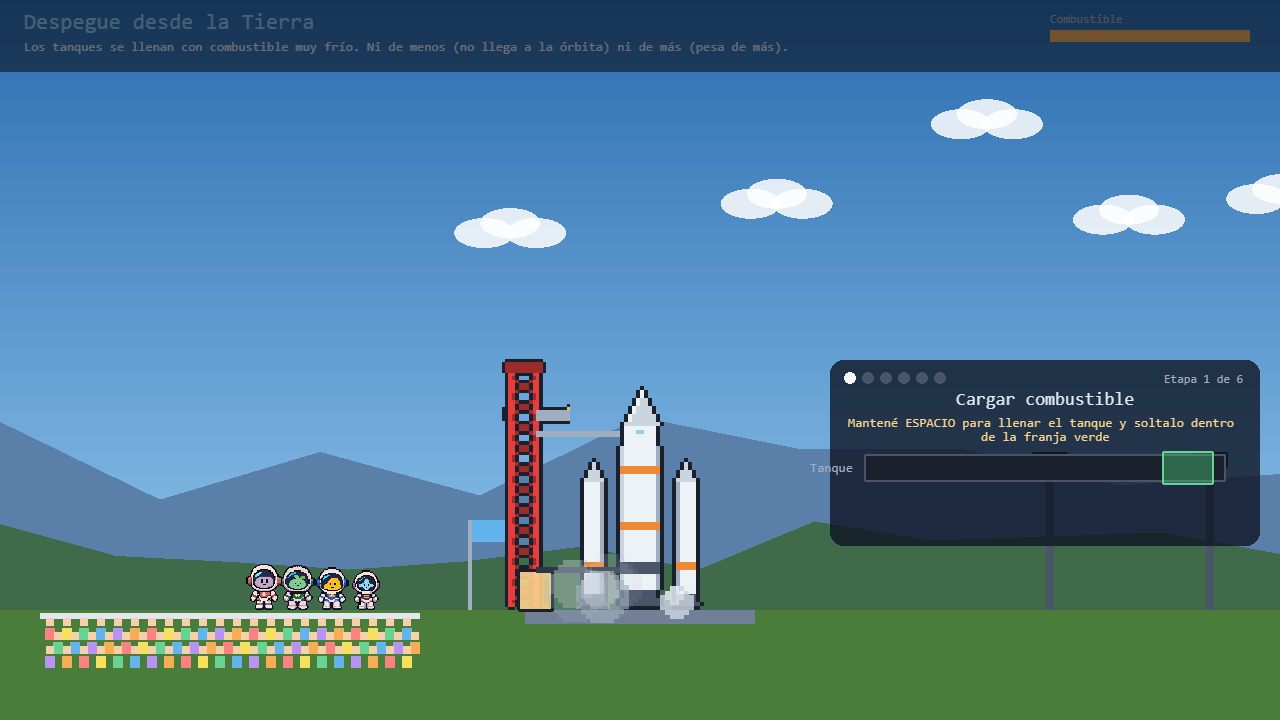 Despegue desde la Tierra
Los tanques se llenan con combustible muy frío. Ni de menos (no llega a la órbita) ni de más (pesa de más).
Combustible
Etapa 1 de 6
Cargar combustible
Mantené ESPACIO para llenar el tanque y soltalo dentro
de la franja verde
Tanque